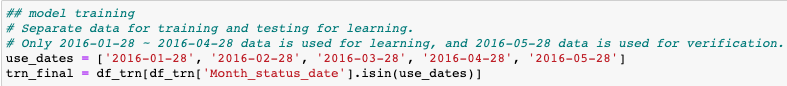 ## model training
# Separate data for training and testing for learning.
# Only 2016-01-28 ~ 2016-04-28 data is used for learning, and 2016-05-28 data is used for verification.
use_dates = ['2016-01-28', '2016-02-28', '2016-03-28', '2016-04-28', '2016-05-28']
trn_final = df_trn[df_trn['Month_status_date'].isin(use_dates)]